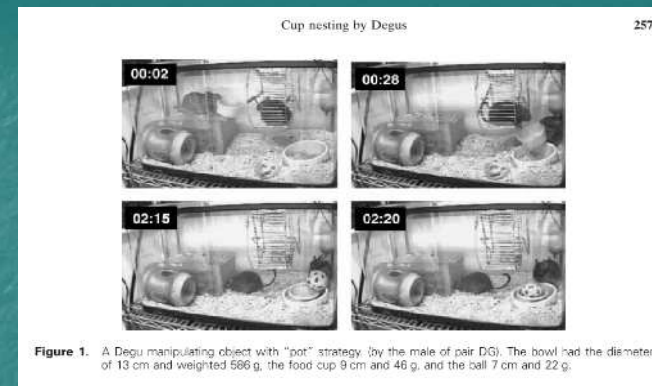 Cup nesting by Degus 257
00:02 00:28
02:15 02:20
Figure 1. A Degu manipulating object with "pot" strategy. (by the male of pair DG). The bowl had the diameter
of 13 cm and weighted 586 g, the food cup 9 cm and 46 g, and the ball 7 cm and 22 g.